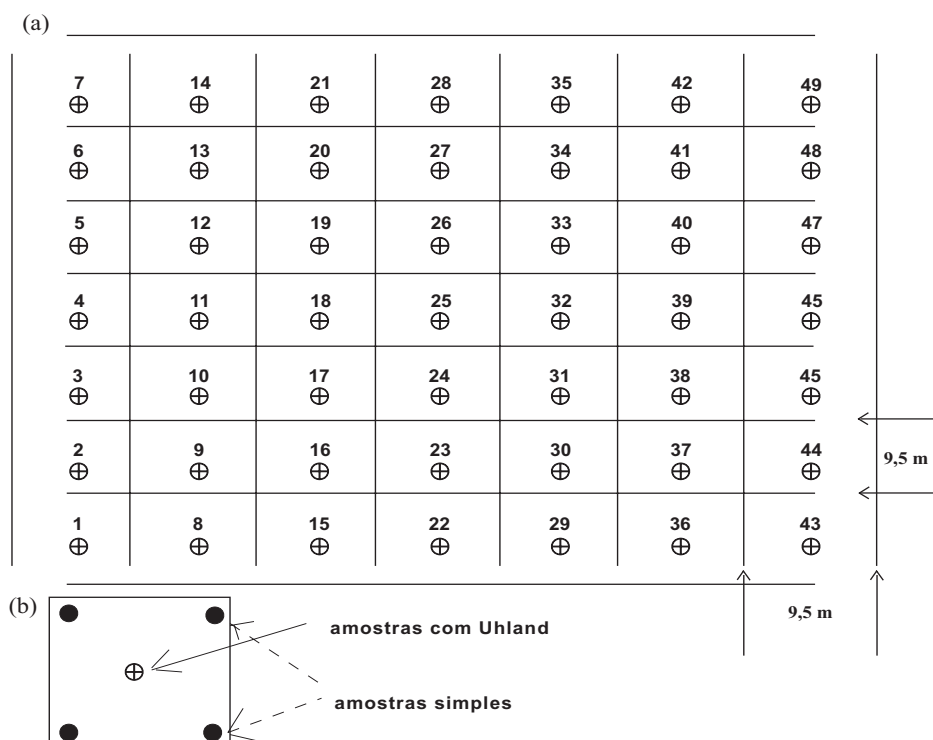 (a)
7 14 21 28 35 42 49
6 13 20 27 34 41 48
5 12 19 26 33 40 47
4 11 18 25 32 39 45
3 10 17 24 31 38 45
2 9 16 23 30 37 44
9,5 m
1 8 15 22 29 36 43
(b)
9,5 m
amostras com Uhland
amostras simples